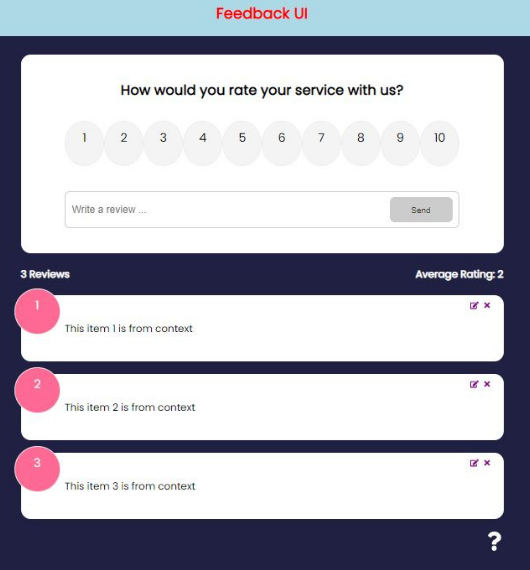 Feedback UI
How would you rate your service with us?
1 2 3 4 5 6 7 8 9 10
Write a review ...
Send
3 Reviews
Average Rating: 2
1
This item 1 is from context
2
This item 2 is from context
3
This item 3 is from context
?